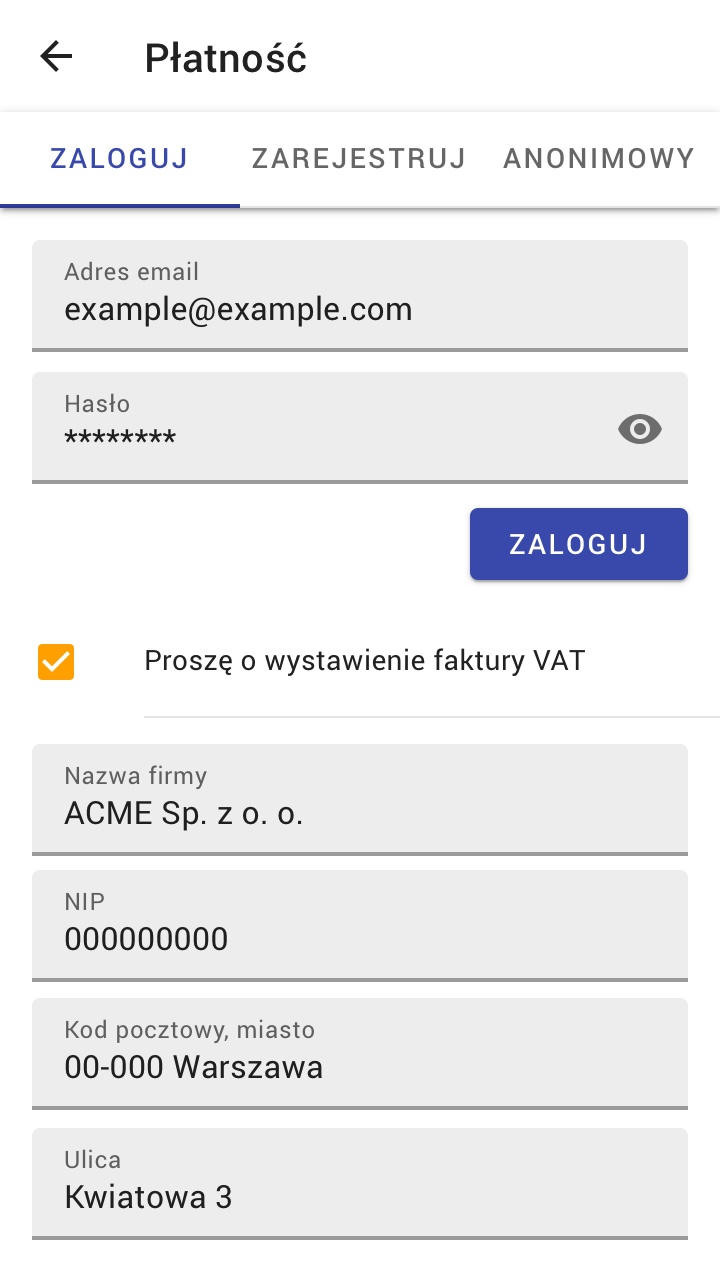 Płatność
ZALOGUJ ZAREJESTRUJ ANONIMOWY
Adres email
example@example.com
Hasło
********
ZALOGUJ
Proszę o wystawienie faktury VAT
Nazwa firmy
ACME Sp. z o. o.
NIP
000000000
Kod pocztowy, miasto
00-000 Warszawa
Ulica
Kwiatowa 3